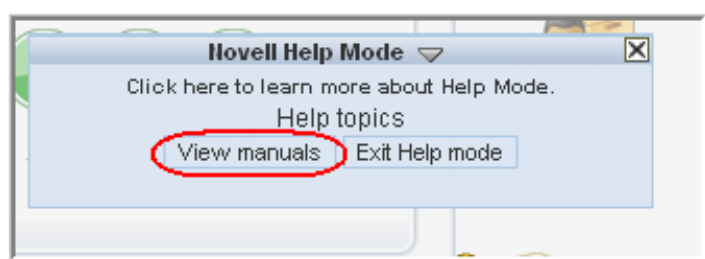 Novell Help Mode
Click here to learn more about Help Mode.
Help topics
View manuals Exit Help mode